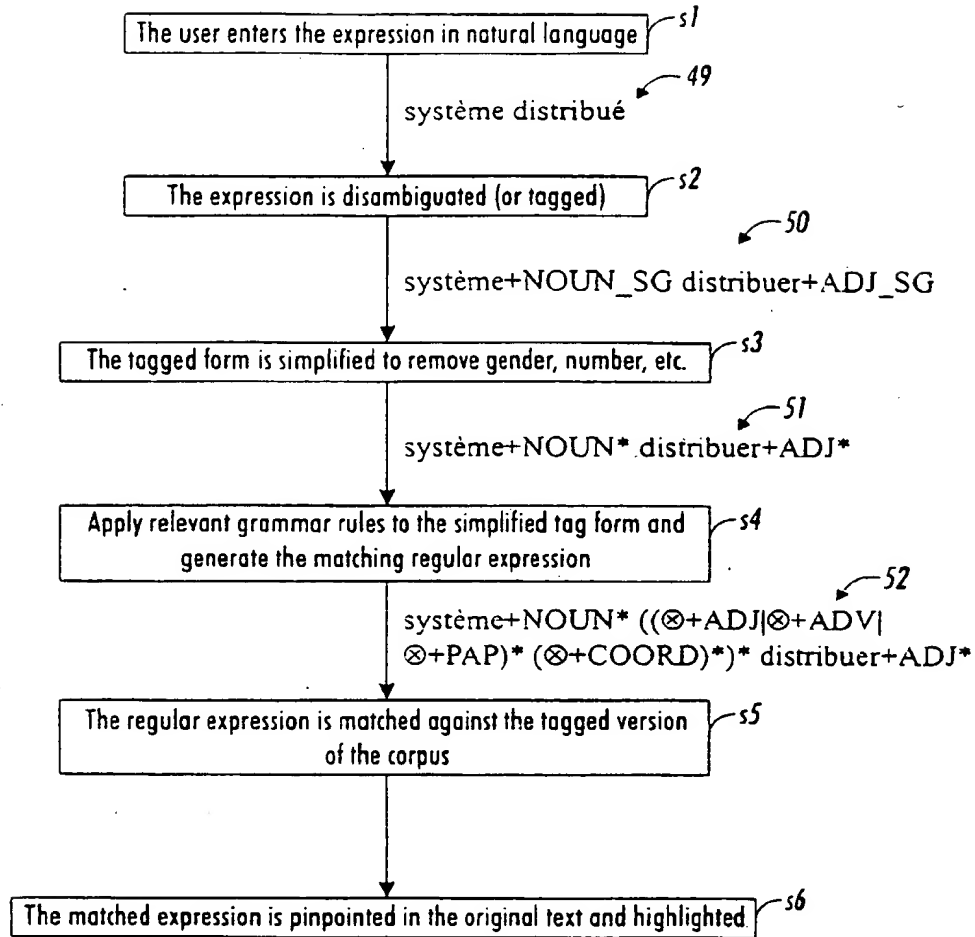 The user enters the expression in natural language
s1
49
système distribué
The expression is disambiguated (or tagged)
s2
50
système+NOUN_SG distribuer+ADJ_SG
The tagged form is simplified to remove gender, number, etc.
s3
51
système+NOUN* distribuer+ADJ*
Apply relevant grammar rules to the simplified tag form and
generate the matching regular expression
s4
52
système+NOUN* ((⊗+ADJ|⊗+ADV|
⊗+PAP)* (⊗+COORD)*)* distribuer+ADJ*
The regular expression is matched against the tagged version
of the corpus
s5
The matched expression is pinpointed in the original text and highlighted
s6